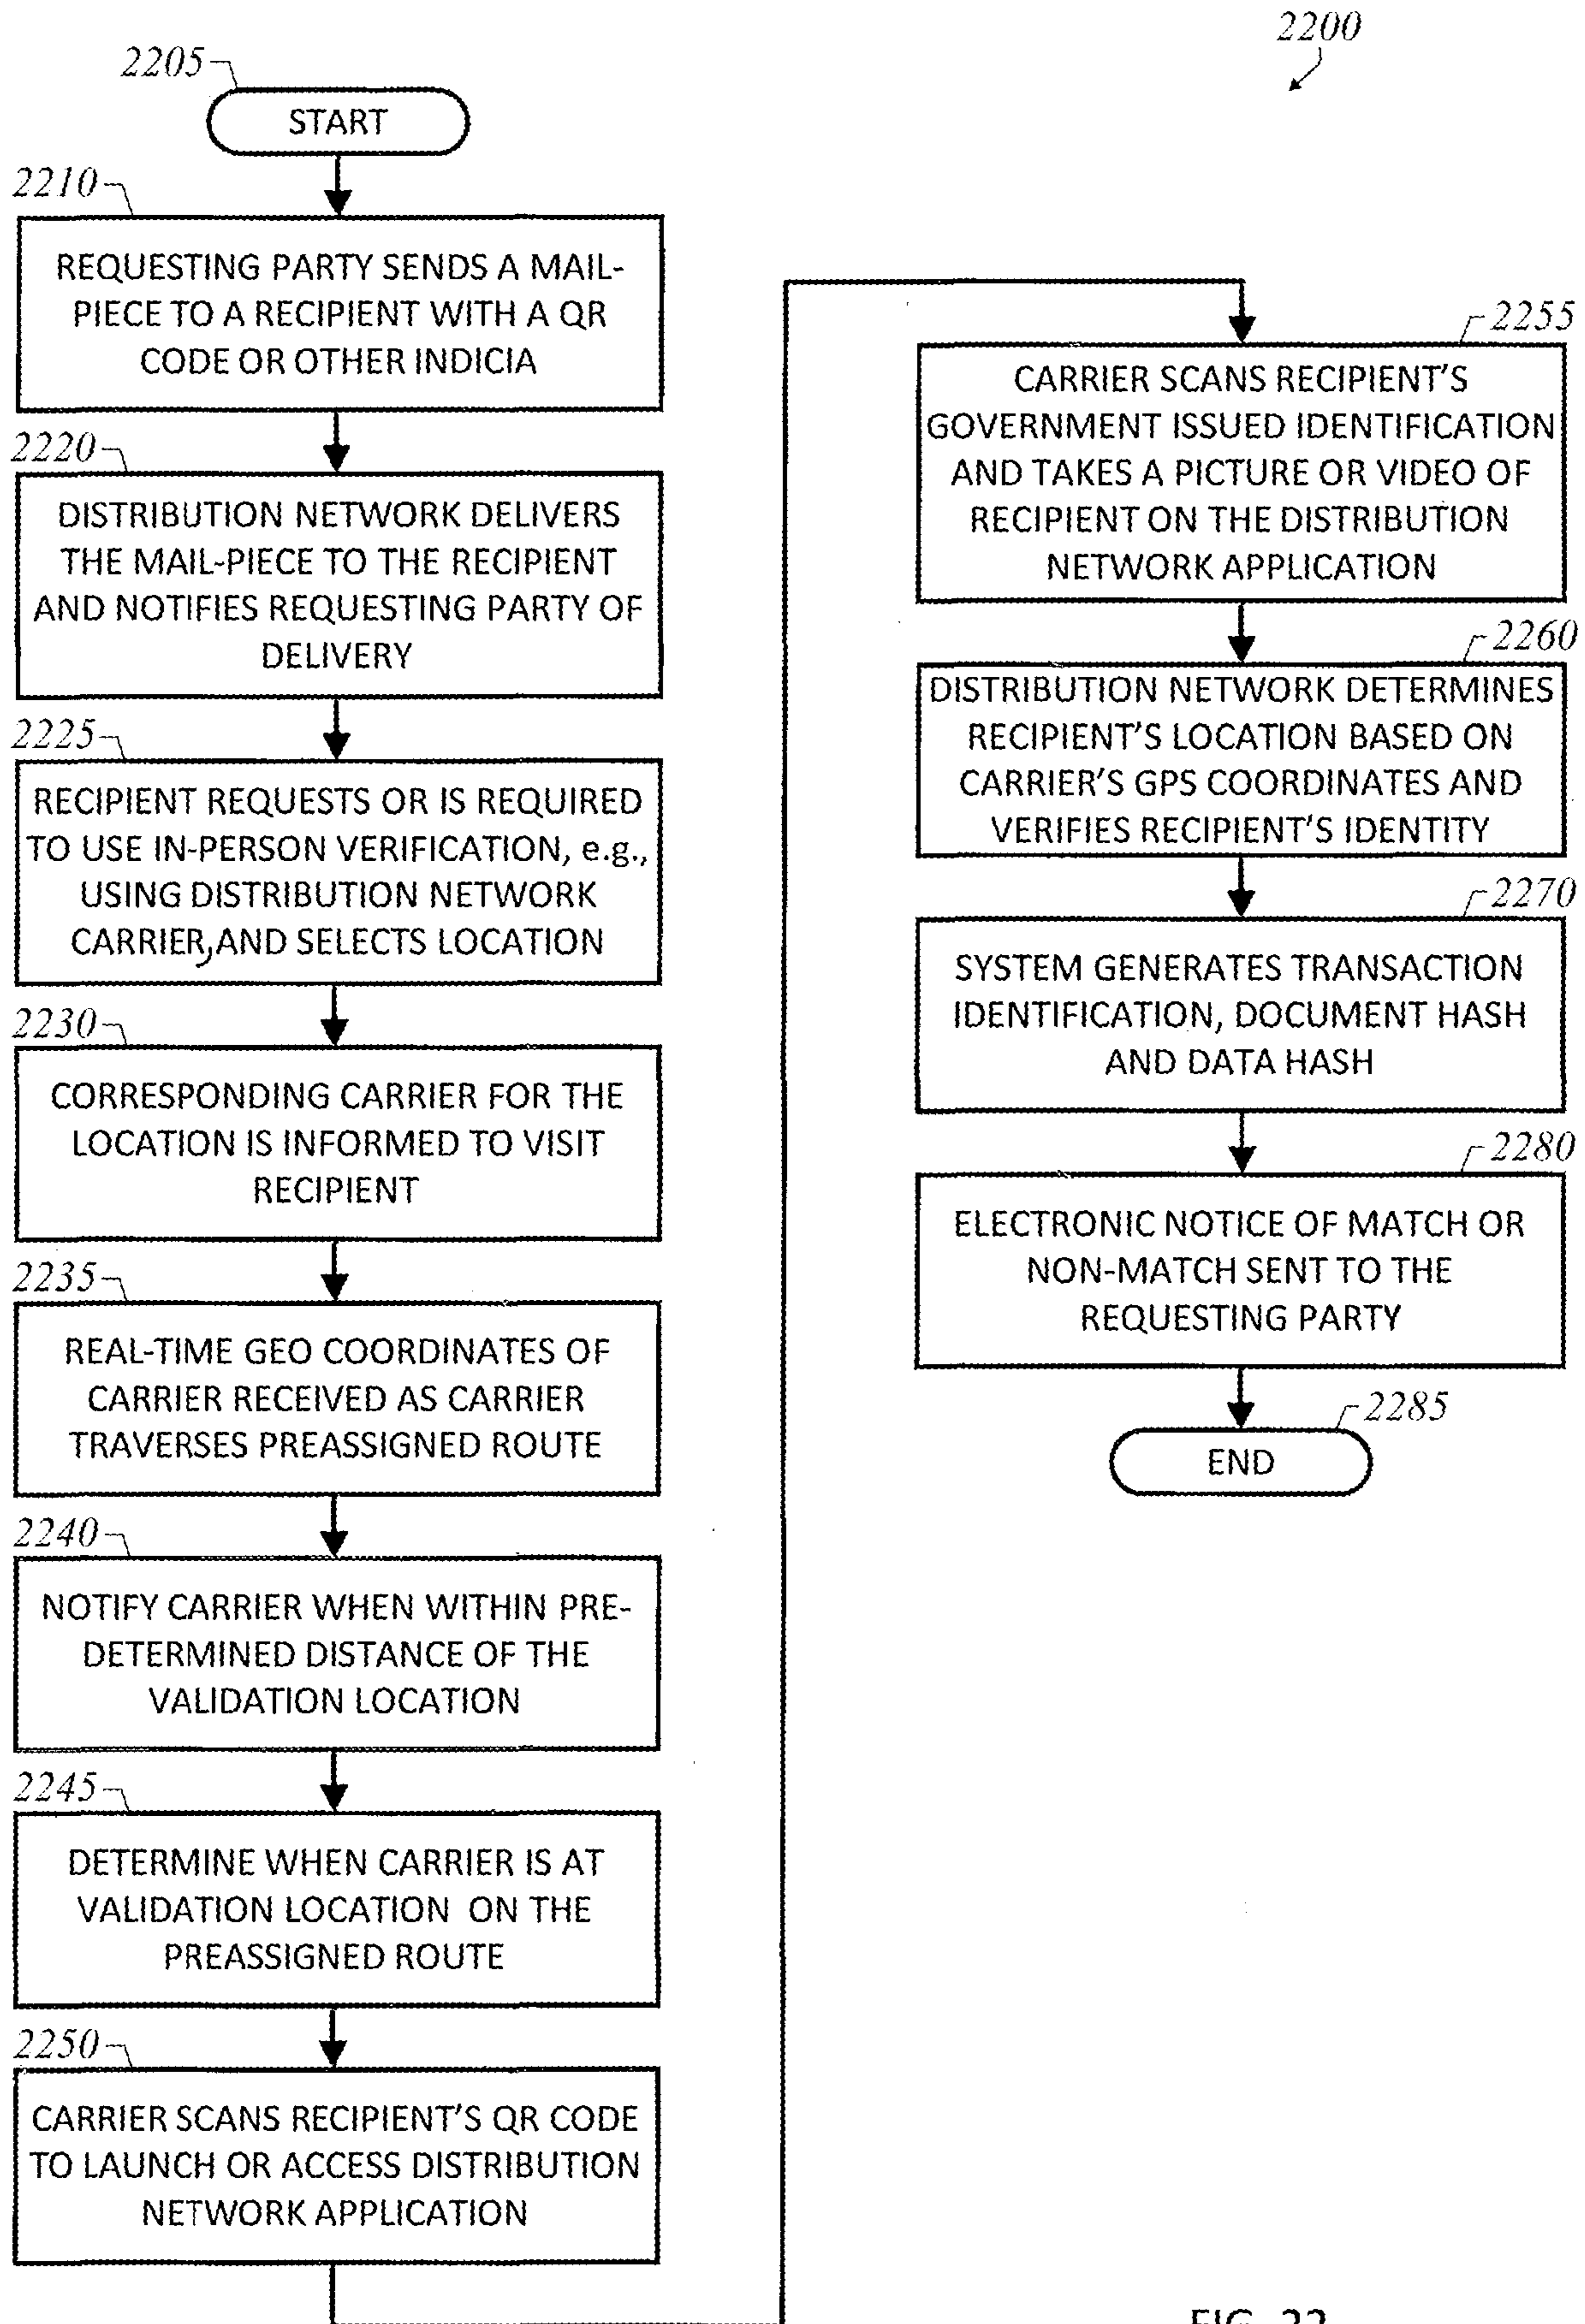 2200
2205
START
2210
REQUESTING PARTY SENDS A MAIL-
PIECE TO A RECIPIENT WITH A QR
CODE OR OTHER INDICIA
2220
DISTRIBUTION NETWORK DELIVERS
THE MAIL-PIECE TO THE RECIPIENT
AND NOTIFIES REQUESTING PARTY OF
DELIVERY
2225
RECIPIENT REQUESTS OR IS REQUIRED
TO USE IN-PERSON VERIFICATION, e.g.,
USING DISTRIBUTION NETWORK
CARRIER, AND SELECTS LOCATION
2230
CORRESPONDING CARRIER FOR THE
LOCATION IS INFORMED TO VISIT
RECIPIENT
2235
REAL-TIME GEO COORDINATES OF
CARRIER RECEIVED AS CARRIER
TRAVERSES PREASSIGNED ROUTE
2240
NOTIFY CARRIER WHEN WITHIN PRE-
DETERMINED DISTANCE OF THE
VALIDATION LOCATION
2245
DETERMINE WHEN CARRIER IS AT
VALIDATION LOCATION ON THE
PREASSIGNED ROUTE
2250
CARRIER SCANS RECIPIENT'S QR CODE
TO LAUNCH OR ACCESS DISTRIBUTION
NETWORK APPLICATION
2255
CARRIER SCANS RECIPIENT'S
GOVERNMENT ISSUED IDENTIFICATION
AND TAKES A PICTURE OR VIDEO OF
RECIPIENT ON THE DISTRIBUTION
NETWORK APPLICATION
2260
DISTRIBUTION NETWORK DETERMINES
RECIPIENT'S LOCATION BASED ON
CARRIER'S GPS COORDINATES AND
VERIFIES RECIPIENT'S IDENTITY
2270
SYSTEM GENERATES TRANSACTION
IDENTIFICATION, DOCUMENT HASH
AND DATA HASH
2280
ELECTRONIC NOTICE OF MATCH OR
NON-MATCH SENT TO THE
REQUESTING PARTY
2285
END
FIG. 22